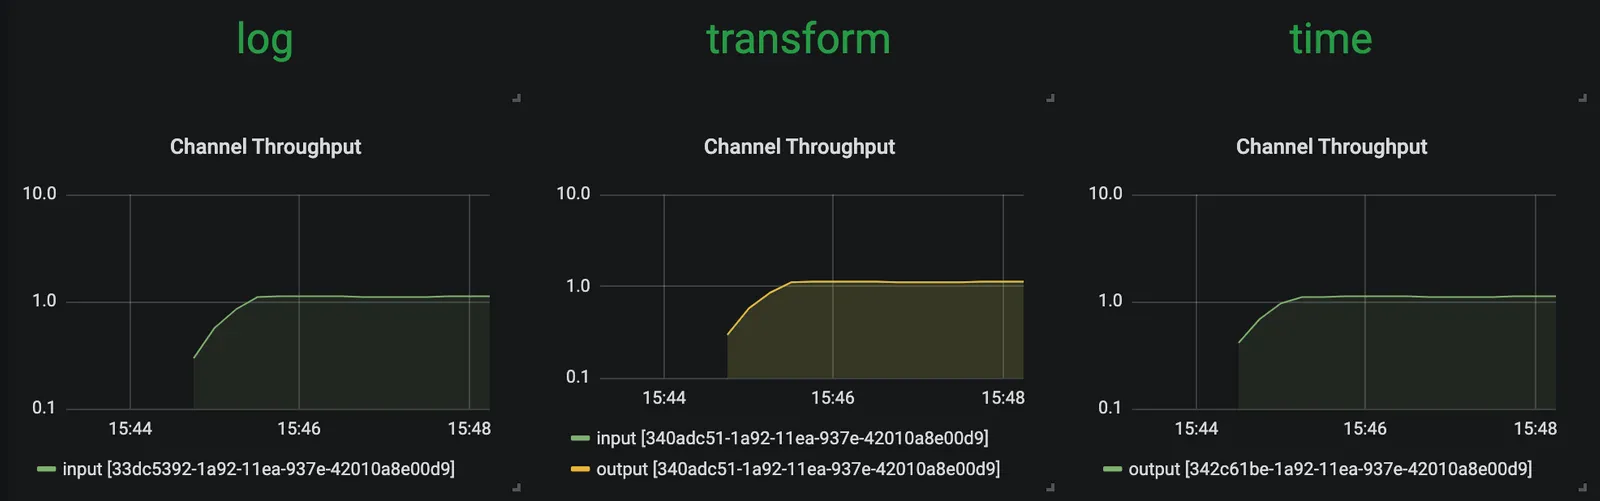 log
Channel Throughput
10.0
1.0
0.1
15:44 15:46 15:48
input [33dc5392-1a92-11ea-937e-42010a8e00d9]
transform
Channel Throughput
10.0
1.0
0.1
15:44 15:46 15:48
input [340adc51-1a92-11ea-937e-42010a8e00d9]
output [340adc51-1a92-11ea-937e-42010a8e00d9]
time
Channel Throughput
10.0
1.0
0.1
15:44 15:46 15:48
output [342c61be-1a92-11ea-937e-42010a8e00d9]